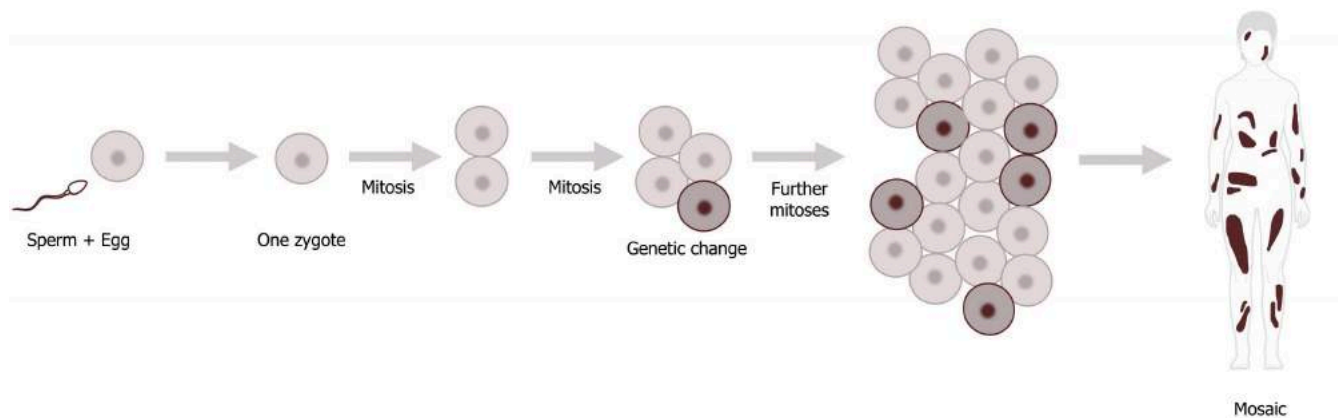 Sperm + Egg
One zygote
Mitosis
Mitosis
Genetic change
Further
mitoses
Mosaic